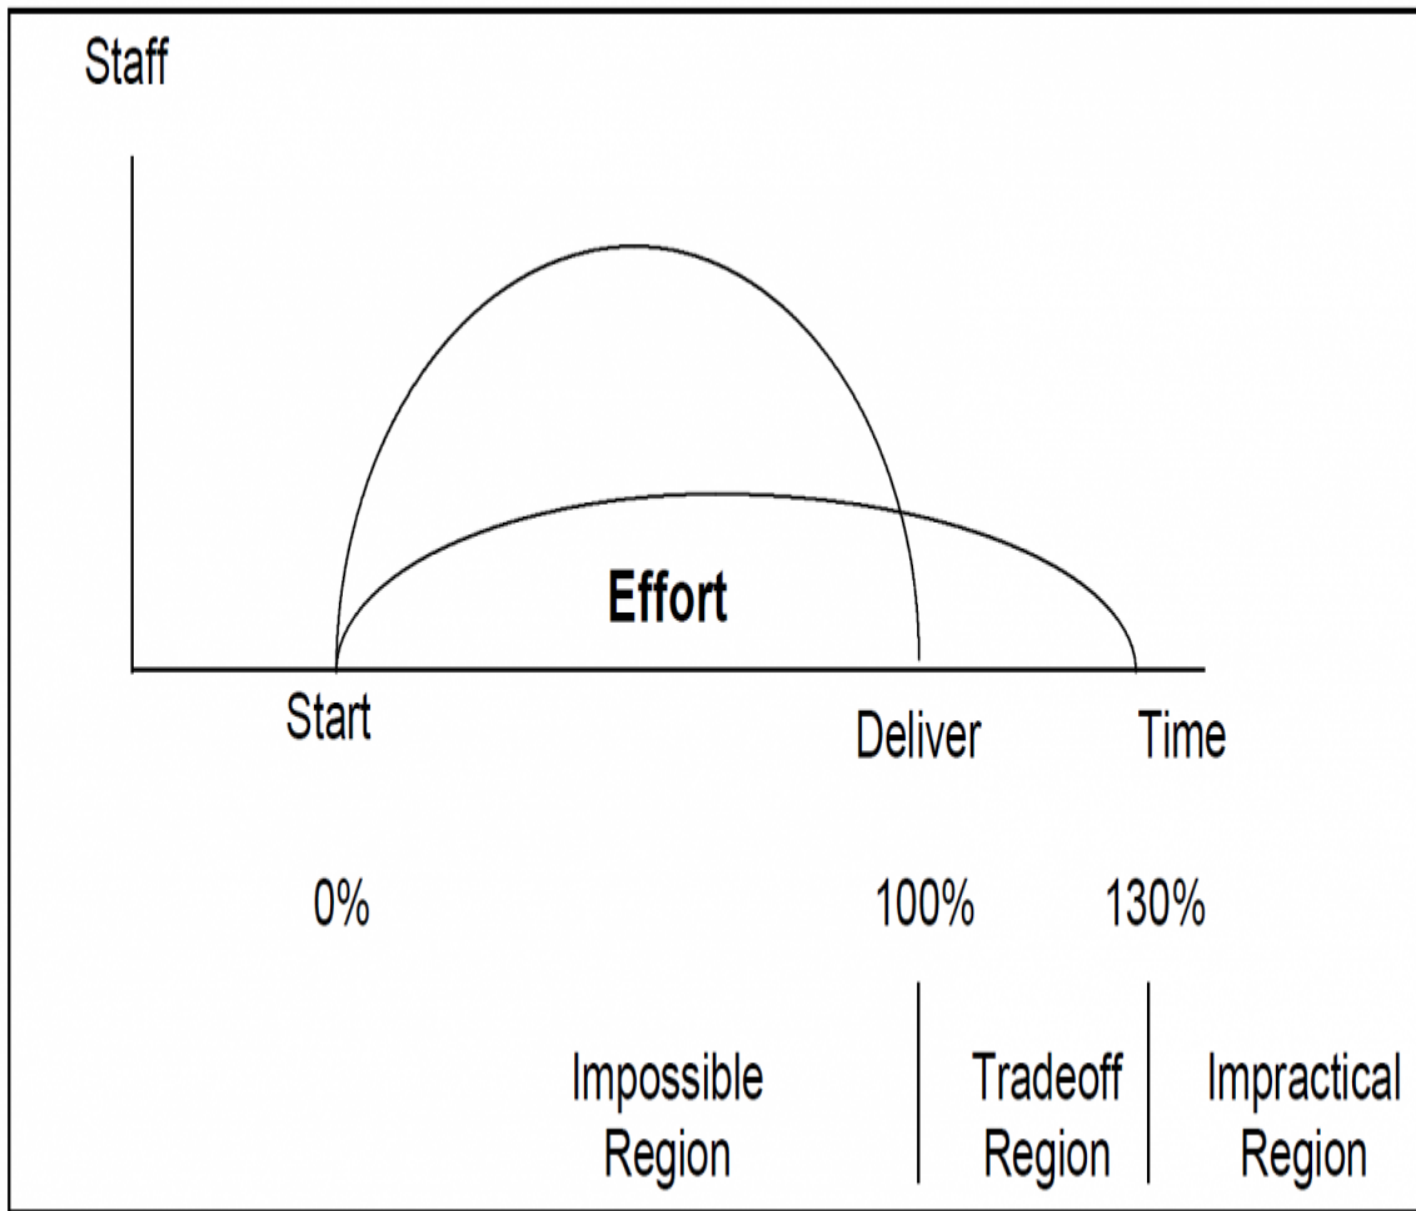 Staff
Effort
Start
Deliver
Time
0%
100%
130%
Impossible
Region
Tradeoff
Region
Impractical
Region